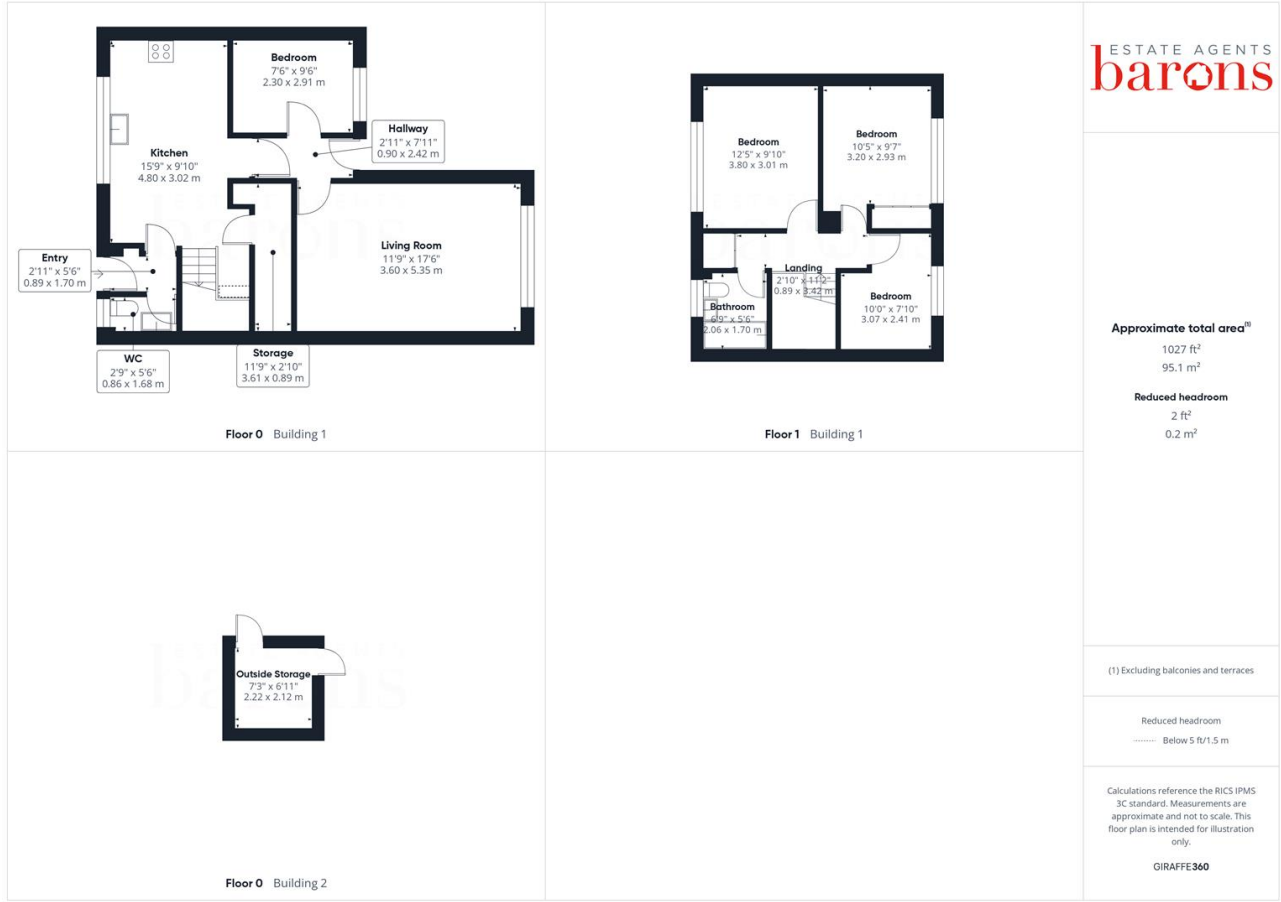 Bedroom
7'6" x 9'6"
2.30 x 2.91 m
Hallway
2'11" x 7'11"
0.90 x 2.42 m
Kitchen
15'9" x 9'10"
4.80 x 3.02 m
Entry
2'11" x 5'6"
0.89 x 1.70 m
Living Room
11'9" x 17'6"
3.60 x 5.35 m
WC
2'9" x 5'6"
0.86 x 1.68 m
Storage
11'9" x 2'10"
3.61 x 0.89 m
Floor 0 Building 1
Bedroom
12'5" x 9'10"
3.80 x 3.01 m
Bedroom
10'5" x 9'7"
3.20 x 2.93 m
Landing
2'10" x 11'2"
0.89 x 3.42 m
Bathroom
6'9" x 5'6"
2.06 x 1.70 m
Bedroom
10'0" x 7'10"
3.07 x 2.41 m
Floor 1 Building 1
Outside Storage
7'3" x 6'11"
2.22 x 2.12 m
Floor 0 Building 2
ESTATE AGENTS
barons
Approximate total area(1)
1027 ft²
95.1 m²
Reduced headroom
2 ft²
0.2 m²
(1) Excluding balconies and terraces
Reduced headroom
Below 5 ft/1.5 m
Calculations reference the RICS IPMS
3C standard. Measurements are
approximate and not to scale. This
floor plan is intended for illustration
only.
GIRAFFE360